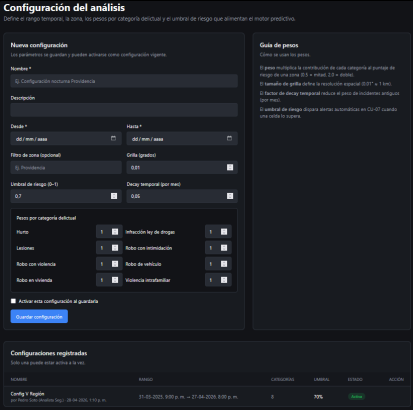 Configuración del análisis
Define el rango temporal, la zona, los pesos por categoría delictual y el umbral de riesgo que alimentan el motor predictivo.
Nueva configuración
Los parámetros se guardan y pueden activarse como configuración vigente.
Nombre *
Configuración nocturna Providencia
Descripción
Desde *
Hasta *
dd / mm / aaaa
dd / mm / aaaa
Filtro de zona (opcional)
Grilla (grados)
Providencia
0,01
Umbral de riesgo (0–1)
Decay temporal (por mes)
0,7
0,05
Pesos por categoría delictual
Hurto 1
Infracción ley de drogas 1
Lesiones 1
Robo con intimidación 1
Robo con violencia 1
Robo de vehículo 1
Robo en vivienda 1
Violencia intrafamiliar 1
Activar esta configuración al guardarla
Guardar configuración
Guía de pesos
Cómo se usan los pesos
El peso multiplica la contribución de cada categoría al puntaje de riesgo de una zona (0.5 = mitad, 2.0 = doble).
El tamaño de grilla define la resolución espacial (0.01° ≈ 1 km).
El factor de decay temporal reduce el peso de incidentes antiguos (por mes).
El umbral de riesgo dispara alertas automáticas en CU-07 cuando una celda lo supera.
Configuraciones registradas
Solo una puede estar activa a la vez.
NOMBRE RANGO CATEGORÍAS UMBRAL ESTADO ACCIÓN
Config V Región
31-03-2025, 8:00 p. m. → 27-04-2026, 8:00 p. m. 8 70% Activa
por Pedro Soto (Analista Seg.) · 28-04-2026, 1:10 p. m.